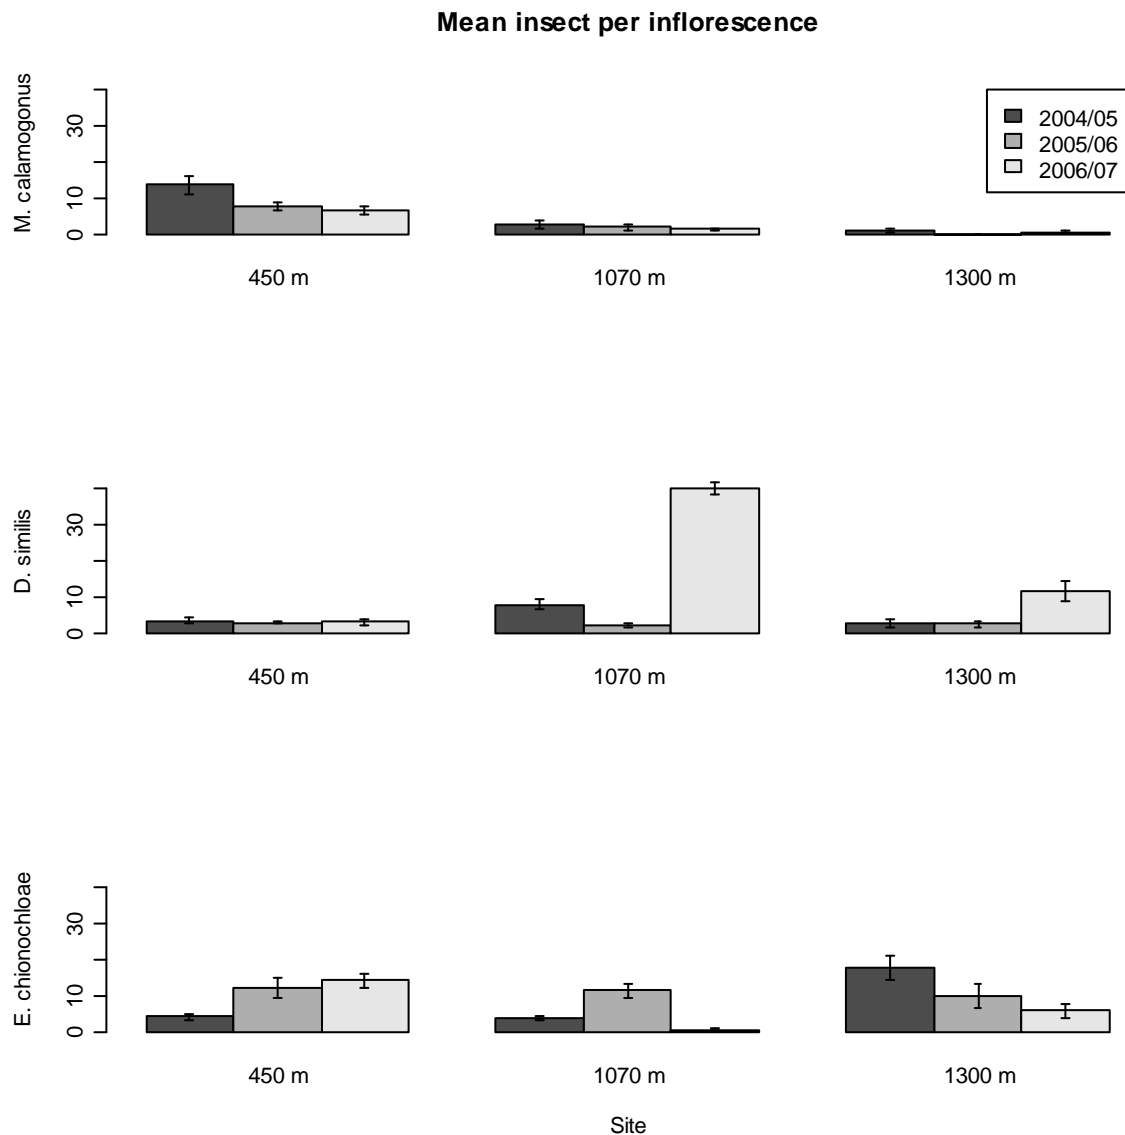 Mean insect per inflorescence
M. calamogonus
30
10
0
2004/05
2005/06
2006/07
450 m
1070 m
1300 m
D. similis
30
10
0
450 m
1070 m
1300 m
E. chionochloae
30
10
0
450 m
1070 m
1300 m
Site